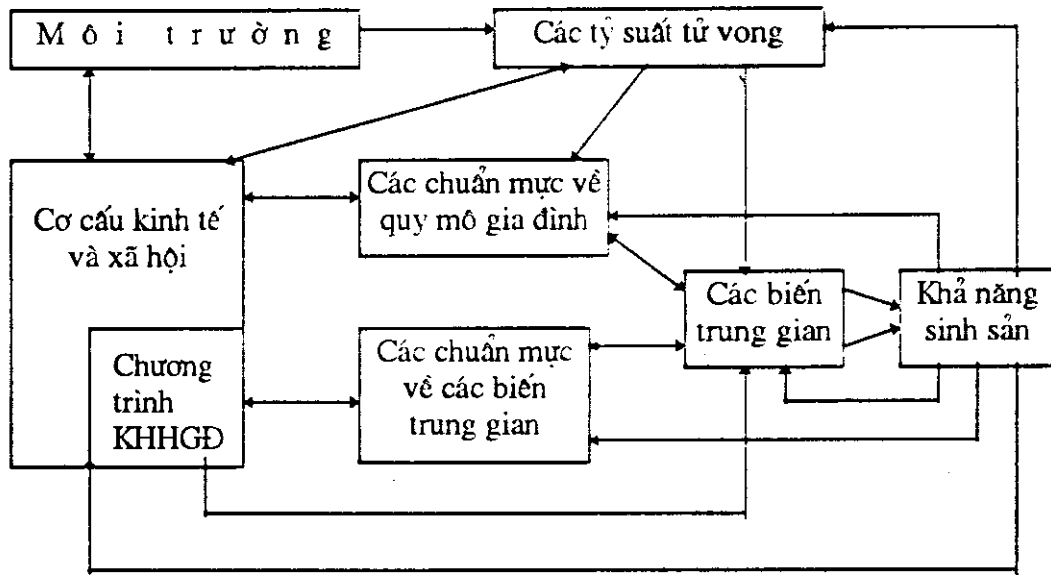 Môi trường
Các tỷ suất tử vong
Cơ cấu kinh tế
và xã hội
Các chuẩn mực về
quy mô gia đình
Các biến
trung gian
Khả năng
sinh sản
Chương
trình
KHHGĐ
Các chuẩn mực
về các biến
trung gian